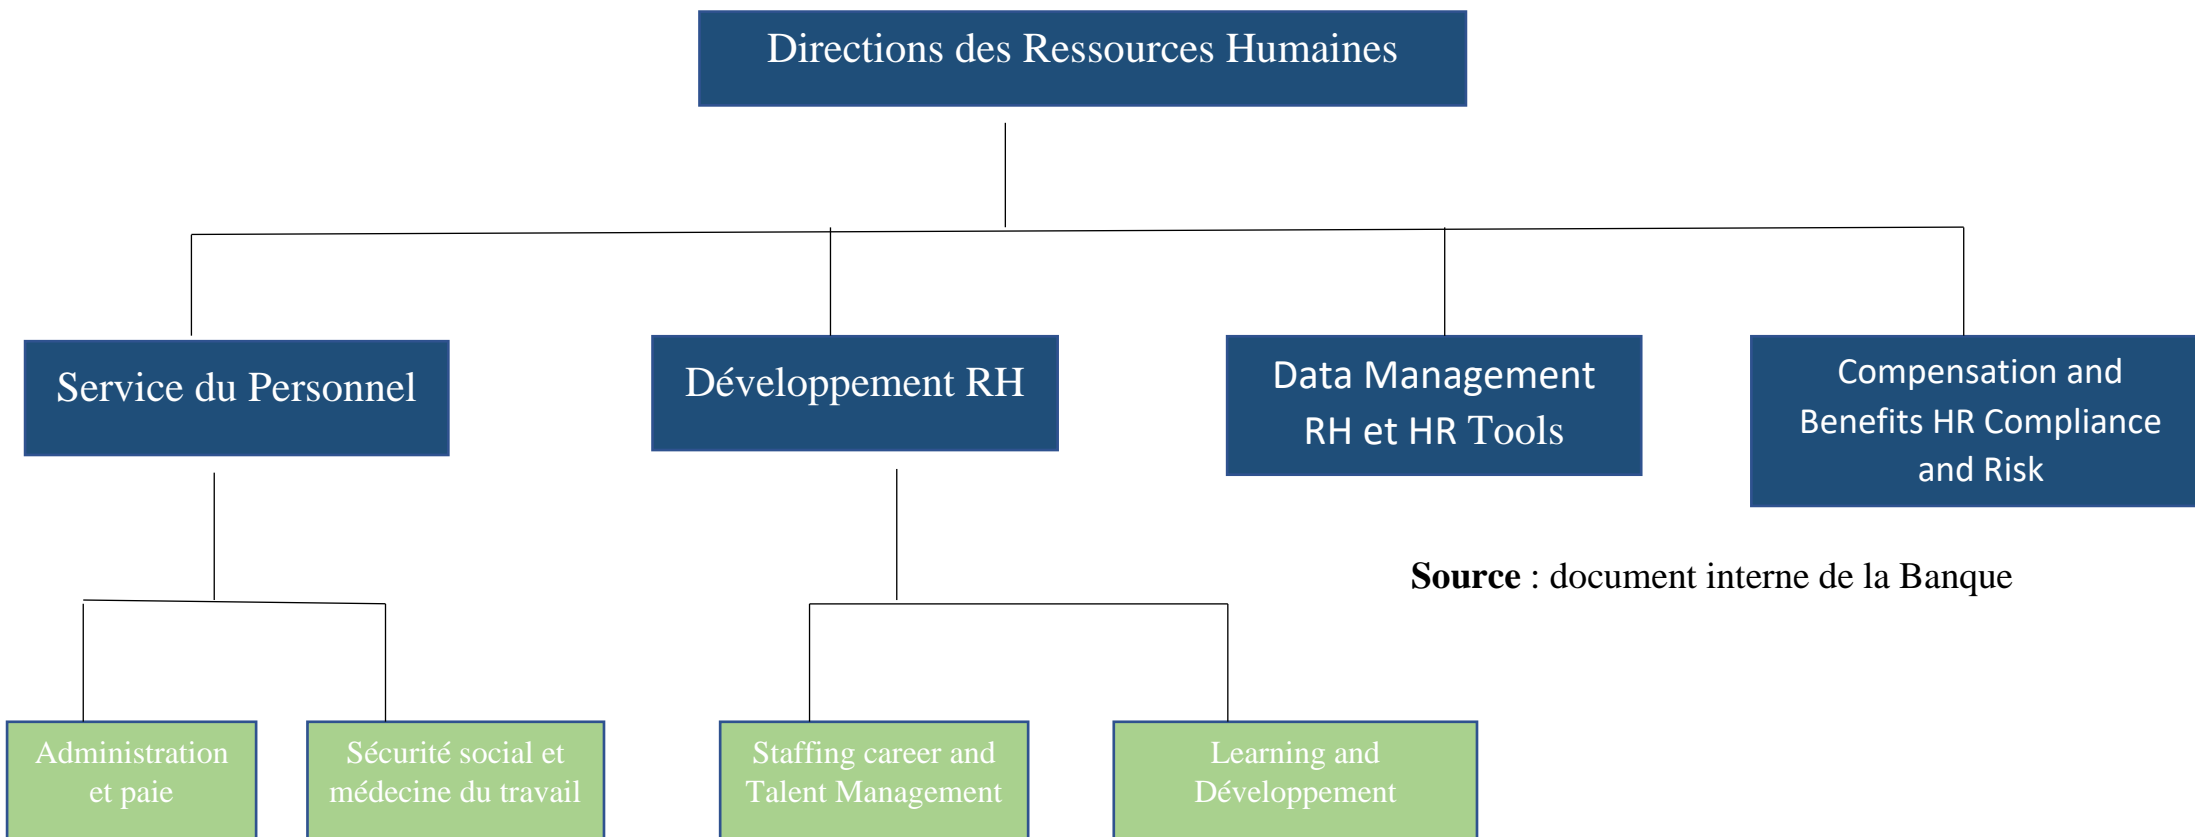 Directions des Ressources Humaines
Service du Personnel
Développement RH
Data Management
RH et HR Tools
Compensation and
Benefits HR Compliance
and Risk
Source : document interne de la Banque
Administration
et paie
Sécurité social et
médecine du travail
Staffing career and
Talent Management
Learning and
Développement